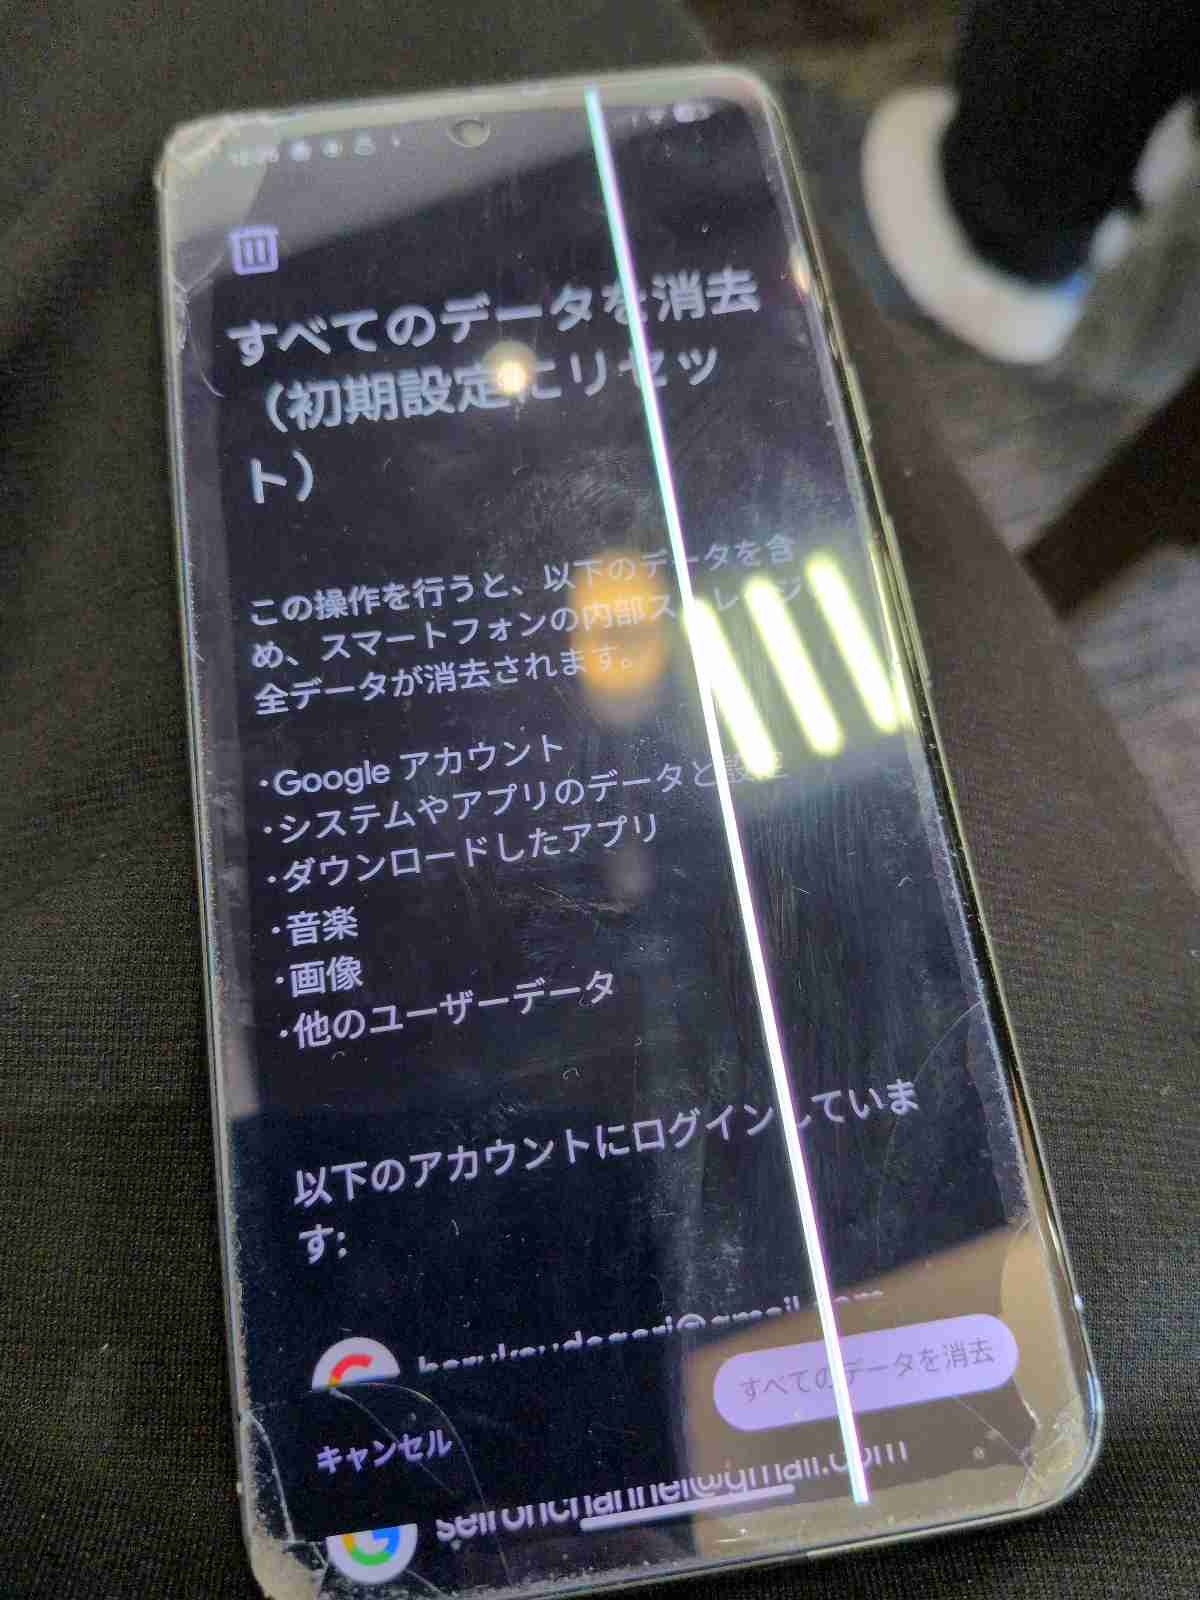 すべてのデータを消去
（初期設定にリセッ
ト）
この操作を行うと、以下のデータを含
め、スマートフォンの内部ストレージの
全データが消去されます。
・Google アカウント
・システムやアプリのデータと設定
・ダウンロードしたアプリ
・音楽
・画像
・他のユーザーデータ
以下のアカウントにログインしていま
す:
すべてのデータを消去
キャンセル